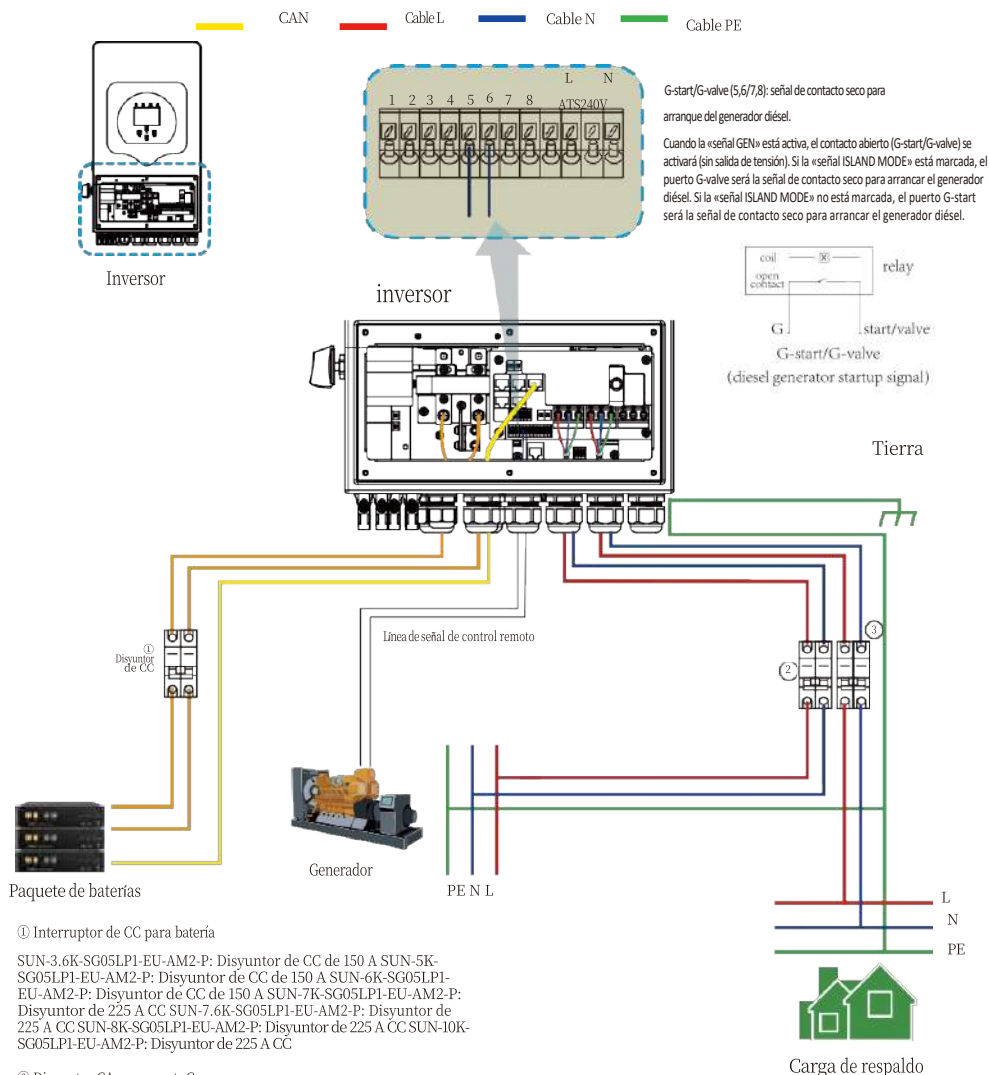 CAN
Cable L
Cable N
Cable PE
L N
1 2 3 4 5 6 7 8
ATS240V
G-start/G-valve (5,6/7,8): señal de contacto seco para
arranque del generador diésel.
Cuando la «señal GEN» está activa, el contacto abierto (G-start/G-valve) se
activará (sin salida de tensión). Si la «señal ISLAND MODE» está marcada, el
puerto G-valve será la señal de contacto seco para arrancar el generador
diésel. Si la «señal ISLAND MODE» no está marcada, el puerto G-start
será la señal de contacto seco para arrancar el generador diésel.
Inversor
inversor
coil
relay
open
contact
G
start/valve
G-start/G-valve
(diesel generator startup signal)
Tierra
Línea de señal de control remoto
①
Disyuntor
de CC
②
③
Paquete de baterías
Generador
PE N L
L
N
PE
① Interruptor de CC para batería
SUN-3.6K-SG05LP1-EU-AM2-P: Disyuntor de CC de 150 A SUN-5K-
SG05LP1-EU-AM2-P: Disyuntor de CC de 150 A SUN-6K-SG05LP1-
EU-AM2-P: Disyuntor de CC de 150 A SUN-7K-SG05LP1-EU-AM2-P:
Disyuntor de 225 A CC SUN-7.6K-SG05LP1-EU-AM2-P: Disyuntor de
225 A CC SUN-8K-SG05LP1-EU-AM2-P: Disyuntor de 225 A CC SUN-10K-
SG05LP1-EU-AM2-P: Disyuntor de 225 A CC
Carga de respaldo